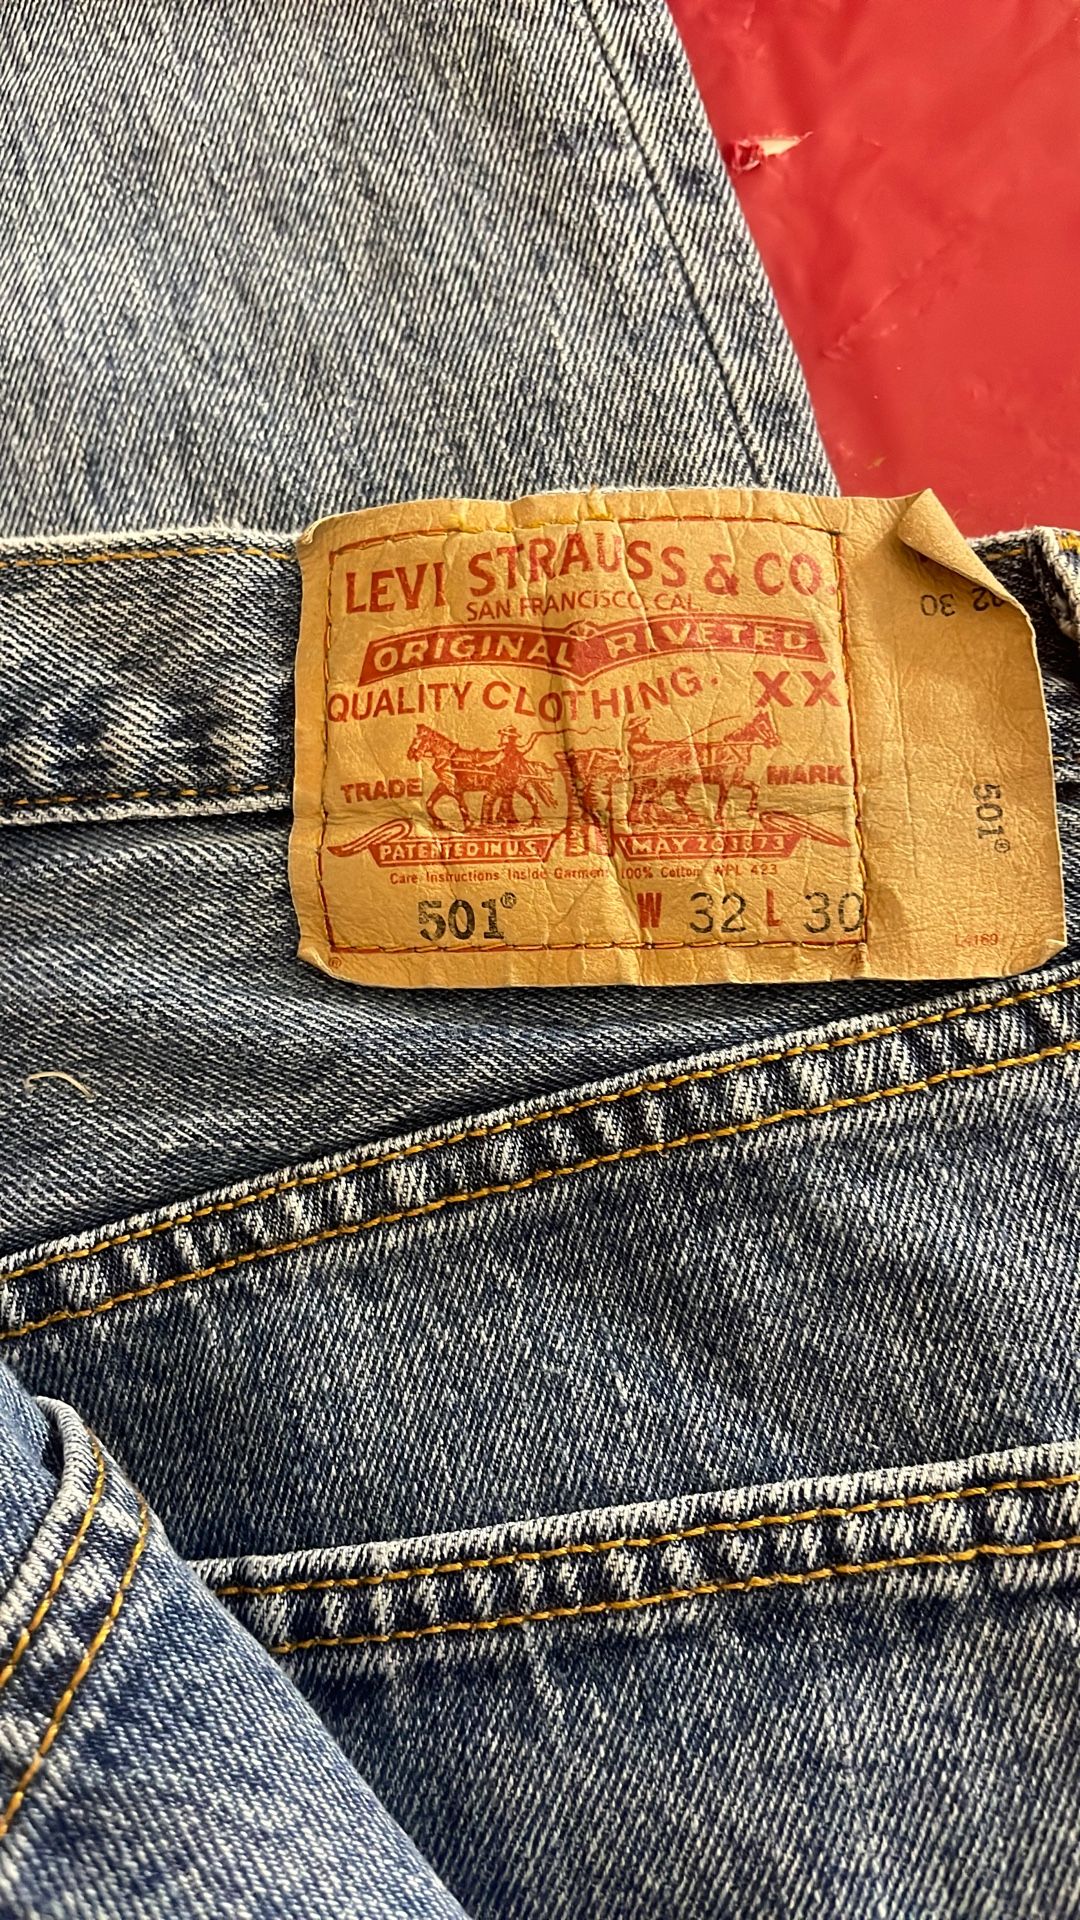 LEVI STRAUSS & CO.
SAN FRANCISCO, CAL.
ORIGINAL RIVETED
QUALITY CLOTHING. XX
TRADE MARK
PATENTED IN U.S. MAY 20 1873
Care Instructions Inside Garment 100% Cotton WPL 423
501® W 32 L 30
®
30
501®